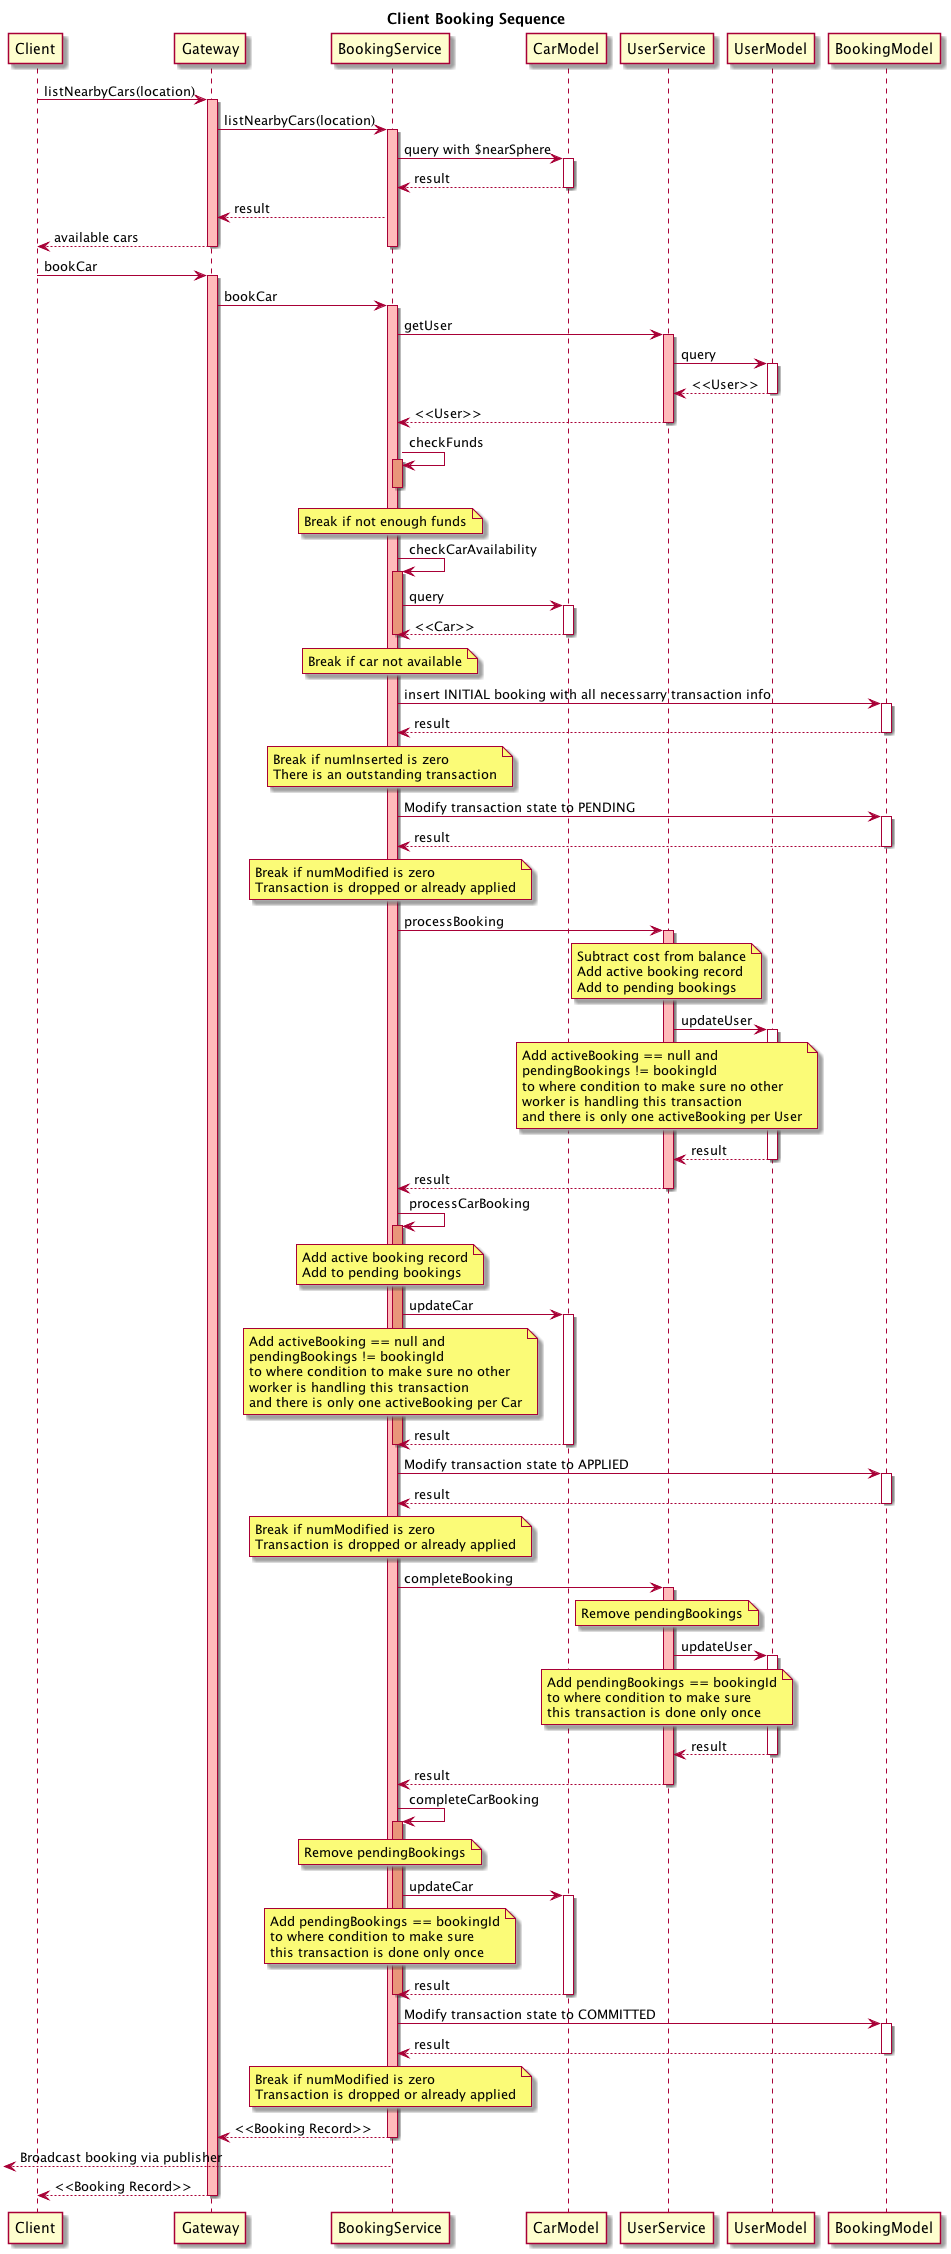 Client Booking Sequence
Client
Gateway
BookingService
CarModel
UserService
UserModel
BookingModel
listNearbyCars(location)
listNearbyCars(location)
query with $nearSphere
result
result
available cars
bookCar
bookCar
getUser
query
<<User>>
<<User>>
checkFunds
Break if not enough funds
checkCarAvailability
query
<<Car>>
Break if car not available
insert INITIAL booking with all necessarry transaction info
result
Break if numInserted is zero
There is an outstanding transaction
Modify transaction state to PENDING
result
Break if numModified is zero
Transaction is dropped or already applied
processBooking
Subtract cost from balance
Add active booking record
Add to pending bookings
updateUser
Add activeBooking == null and
pendingBookings != bookingId
to where condition to make sure no other
worker is handling this transaction
and there is only one activeBooking per User
result
result
processCarBooking
Add active booking record
Add to pending bookings
updateCar
Add activeBooking == null and
pendingBookings != bookingId
to where condition to make sure no other
worker is handling this transaction
and there is only one activeBooking per Car
result
Modify transaction state to APPLIED
result
Break if numModified is zero
Transaction is dropped or already applied
completeBooking
Remove pendingBookings
updateUser
Add pendingBookings == bookingId
to where condition to make sure
this transaction is done only once
result
result
completeCarBooking
Remove pendingBookings
updateCar
Add pendingBookings == bookingId
to where condition to make sure
this transaction is done only once
result
Modify transaction state to COMMITTED
result
Break if numModified is zero
Transaction is dropped or already applied
<<Booking Record>>
Broadcast booking via publisher
<<Booking Record>>
Client
Gateway
BookingService
CarModel
UserService
UserModel
BookingModel